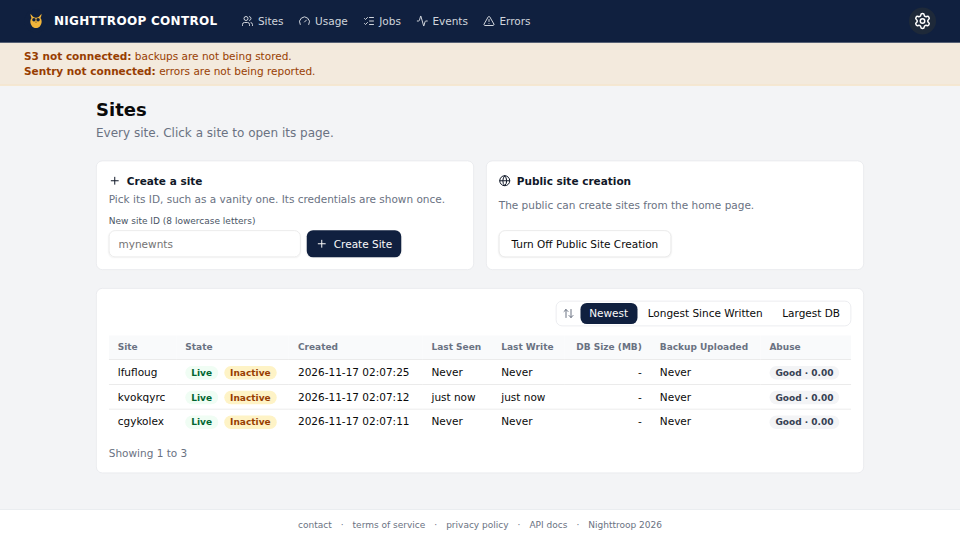 NIGHTTROOP CONTROL Sites Usage Jobs Events Errors
S3 not connected: backups are not being stored.
Sentry not connected: errors are not being reported.
Sites
Every site. Click a site to open its page.
Create a site
Pick its ID, such as a vanity one. Its credentials are shown once.
New site ID (8 lowercase letters)
mynewnts Create Site
Public site creation
The public can create sites from the home page.
Turn Off Public Site Creation
Newest Longest Since Written Largest DB
Site State Created Last Seen Last Write DB Size (MB) Backup Uploaded Abuse
lfufloug Live Inactive 2026-11-17 02:07:25 Never Never - Never Good · 0.00
kvokqyrc Live Inactive 2026-11-17 02:07:12 just now just now - Never Good · 0.00
cgykolex Live Inactive 2026-11-17 02:07:11 Never Never - Never Good · 0.00
Showing 1 to 3
contact · terms of service · privacy policy · API docs · Nighttroop 2026